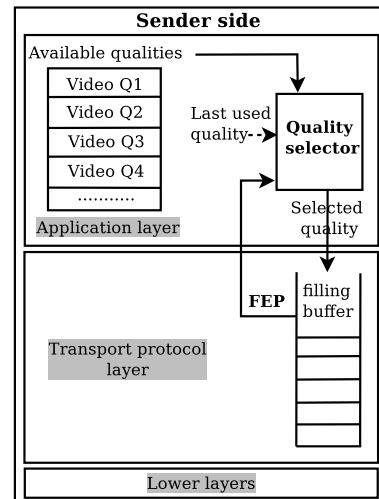 Sender side
Available qualities
Video Q1
Video Q2
Video Q3
Video Q4
...........
Application layer
Last used
quality
Quality
selector
Selected
quality
FEP
filling
buffer
Transport protocol
layer
Lower layers